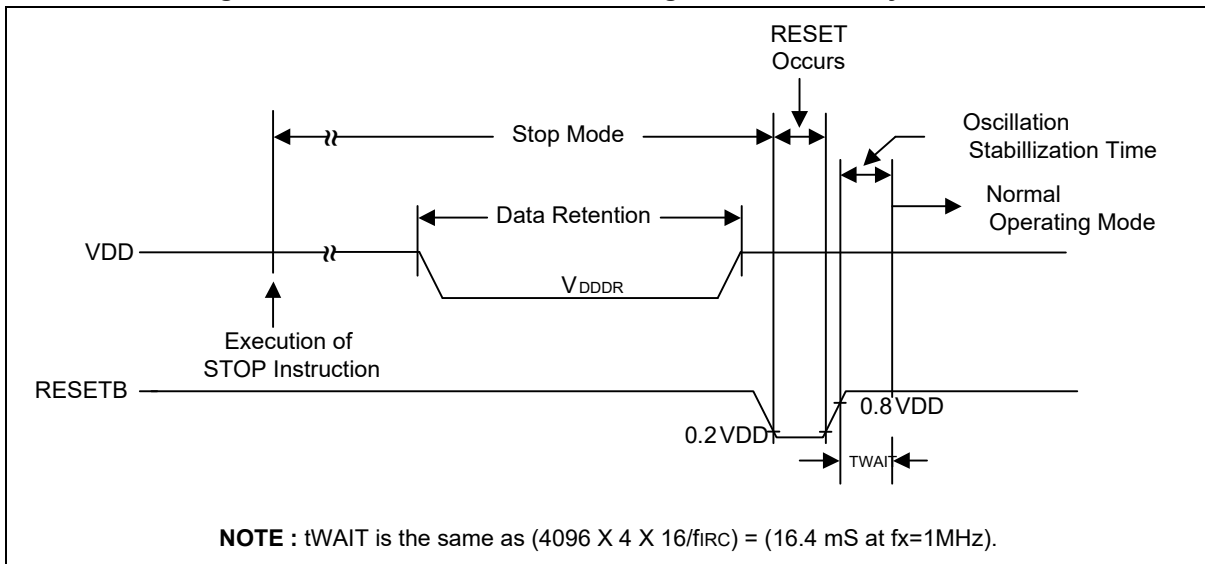 RESET
Occurs
Oscillation
Stabillization Time
Stop Mode
Normal
Operating Mode
Data Retention
VDD
VDDDR
Execution of
STOP Instruction
RESETB
0.8VDD
0.2VDD
TWAIT
NOTE : tWAIT is the same as (4096 X 4 X 16/fIRC) = (16.4 mS at fx=1MHz).